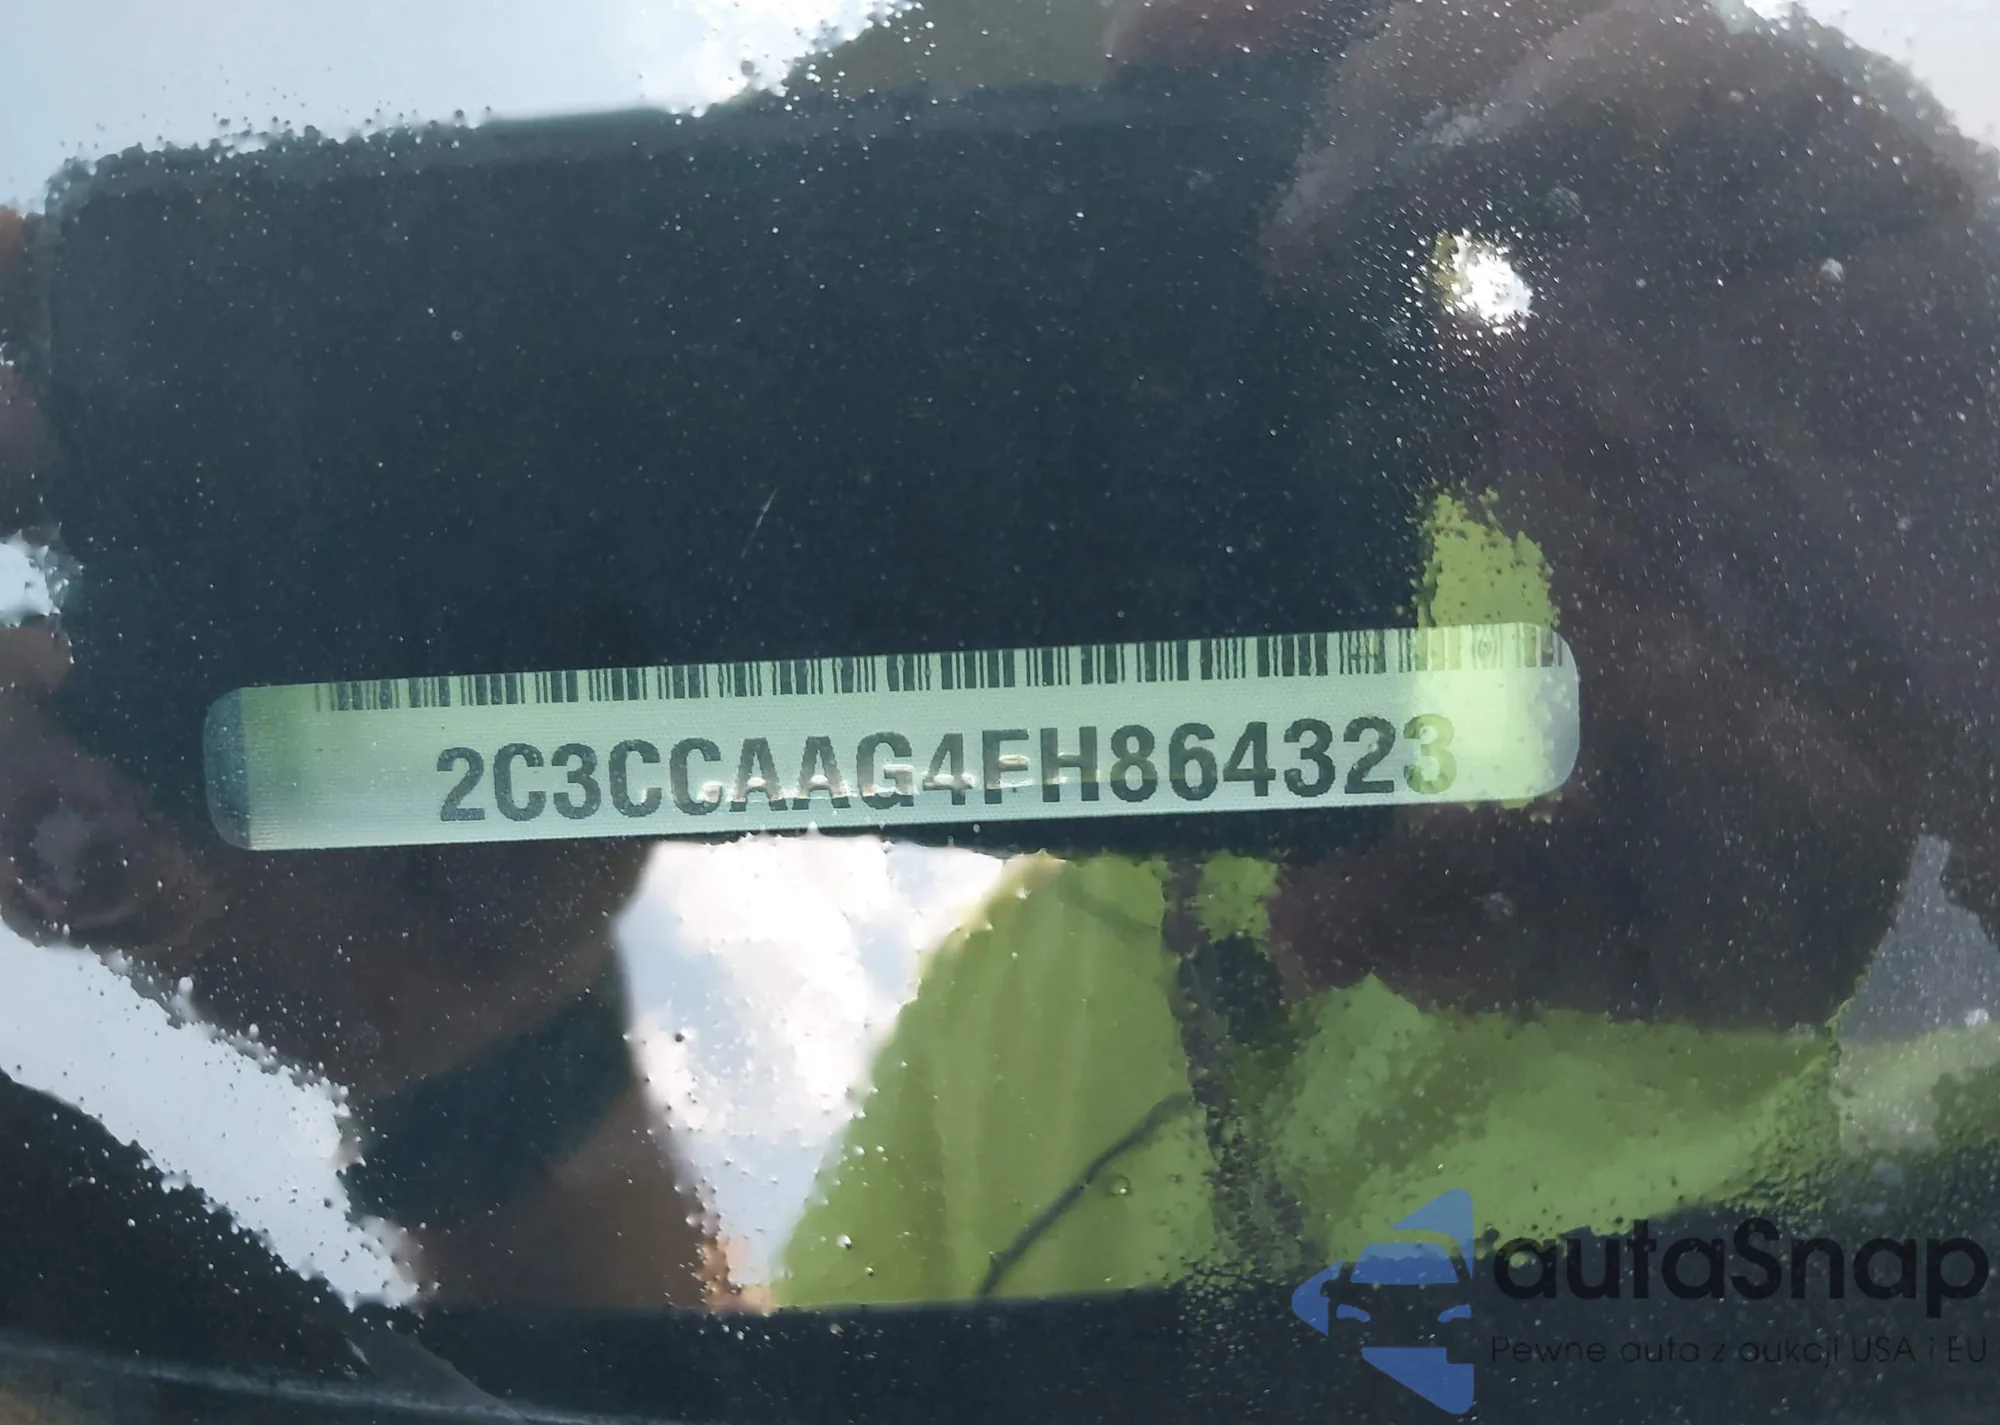 2C3CCAAG4FH864323
autaSnap
Pewne auta z aukcji USA i EU